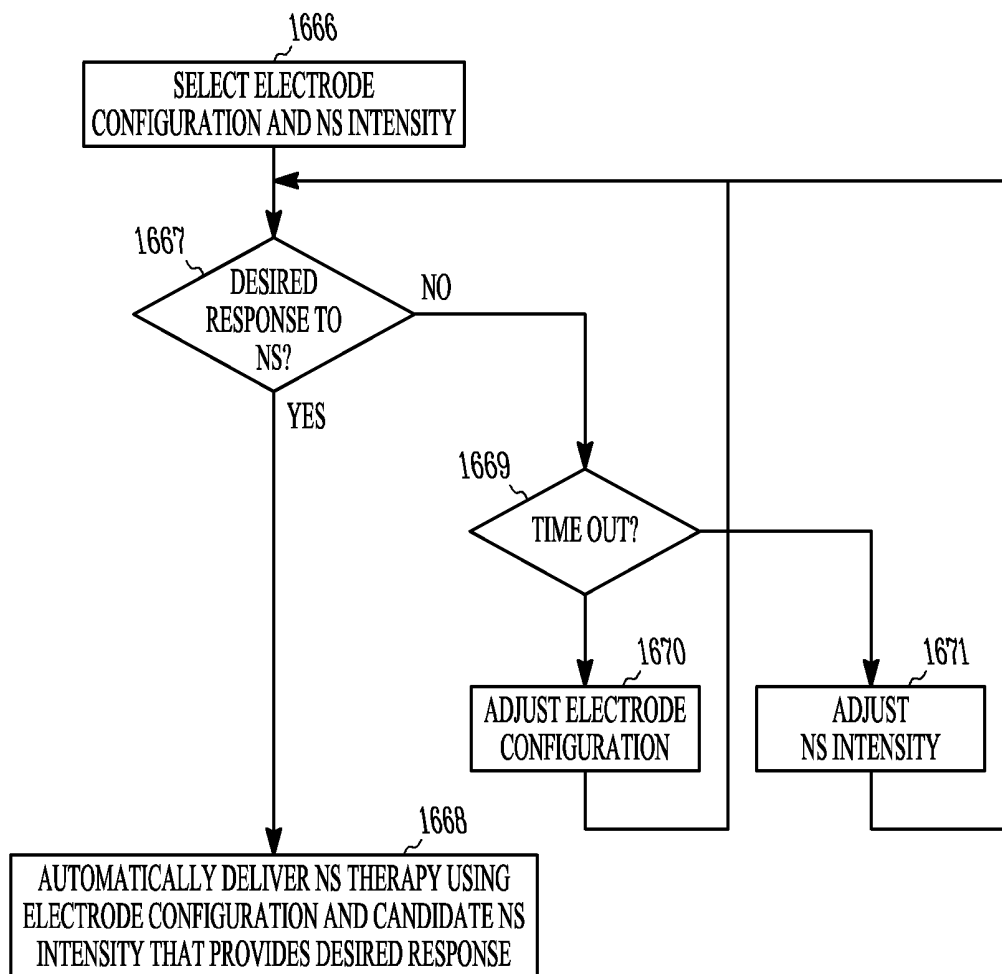 1666
SELECT ELECTRODE
CONFIGURATION AND NS INTENSITY
1667
DESIRED
RESPONSE TO
NS?
NO
YES
1669
TIME OUT?
1670
ADJUST ELECTRODE
CONFIGURATION
1671
ADJUST
NS INTENSITY
1668
AUTOMATICALLY DELIVER NS THERAPY USING
ELECTRODE CONFIGURATION AND CANDIDATE NS
INTENSITY THAT PROVIDES DESIRED RESPONSE